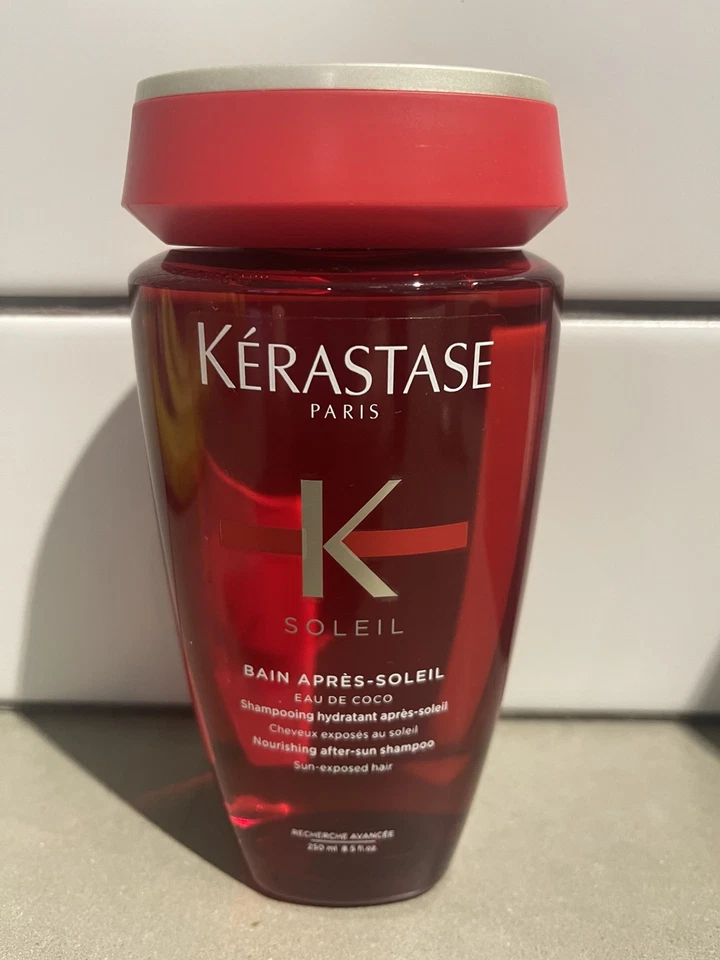 KÉRASTASE
PARIS
K
SOLEIL
BAIN APRÈS-SOLEIL
EAU DE COCO
Shampooing hydratant après-soleil
Cheveux exposés au soleil
Nourishing after-sun shampoo
Sun-exposed hair
RECHERCHE AVANCÉE
250 ml 8.5 fl.oz.